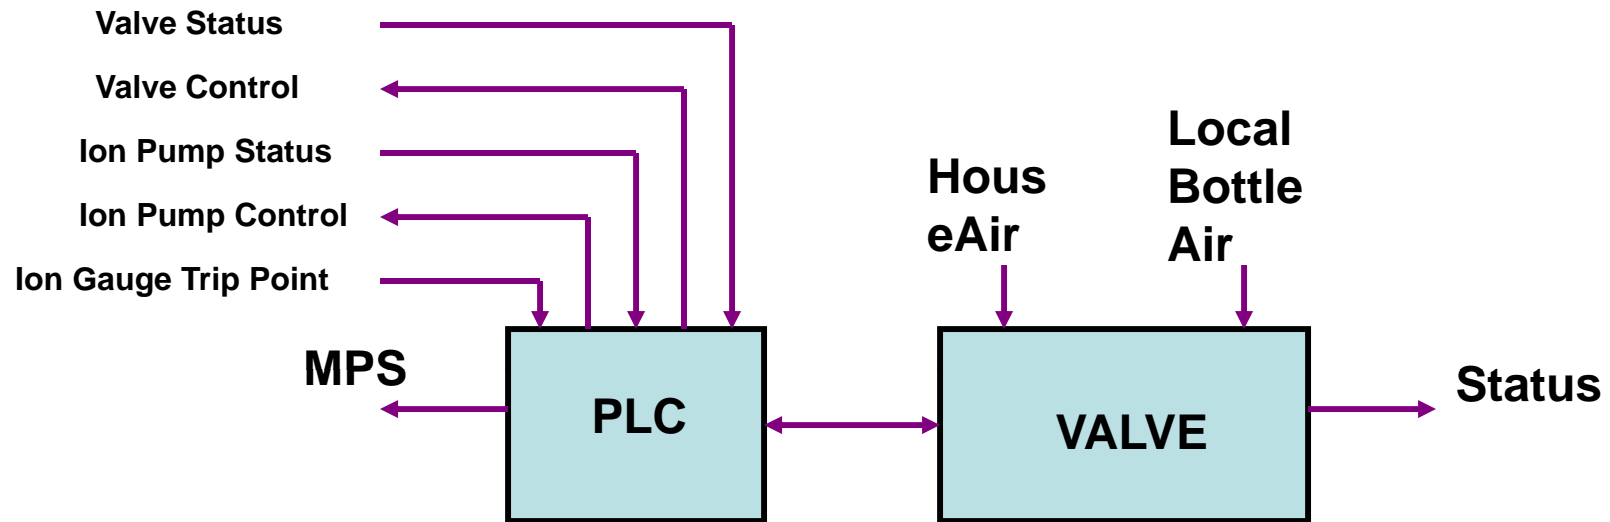 Valve Status
Valve Control
Ion Pump Status
Ion Pump Control
Ion Gauge Trip Point
MPS
PLC
Hous
eAir
Local
Bottle
Air
VALVE
Status